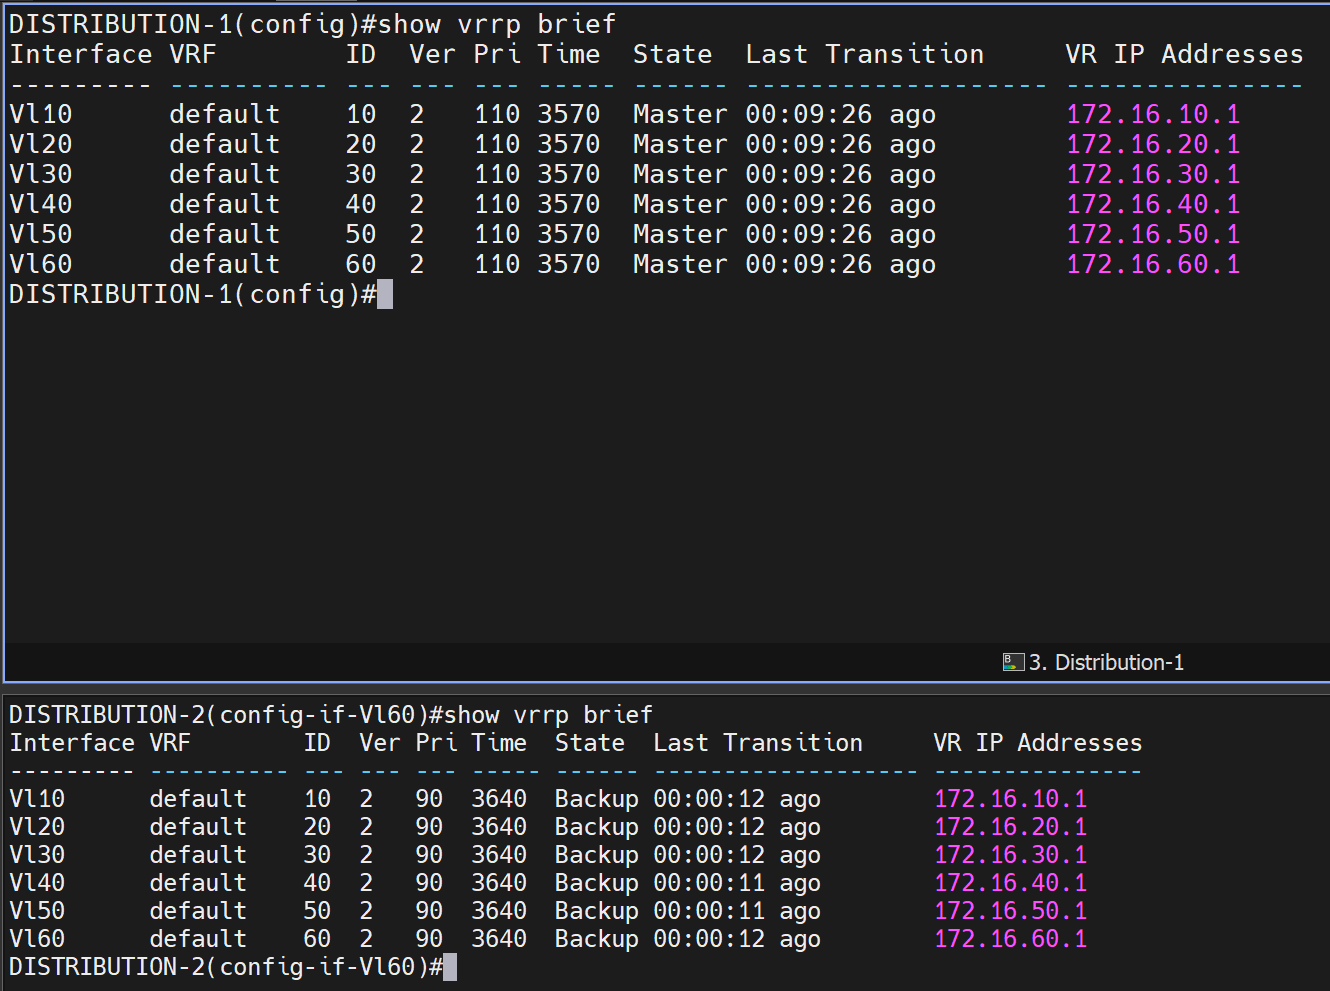 DISTRIBUTION-1(config)#show vrrp brief
Interface VRF        ID  Ver Pri Time  State  Last Transition     VR IP Addresses
--------- ---------- --- --- --- ----- ------ ------------------- ---------------
Vl10      default    10  2   110 3570  Master 00:09:26 ago        172.16.10.1
Vl20      default    20  2   110 3570  Master 00:09:26 ago        172.16.20.1
Vl30      default    30  2   110 3570  Master 00:09:26 ago        172.16.30.1
Vl40      default    40  2   110 3570  Master 00:09:26 ago        172.16.40.1
Vl50      default    50  2   110 3570  Master 00:09:26 ago        172.16.50.1
Vl60      default    60  2   110 3570  Master 00:09:26 ago        172.16.60.1
DISTRIBUTION-1(config)#
3. Distribution-1
DISTRIBUTION-2(config-if-Vl60)#show vrrp brief
Interface VRF        ID  Ver Pri Time  State  Last Transition     VR IP Addresses
--------- ---------- --- --- --- ----- ------ ------------------- ---------------
Vl10      default    10  2   90  3640  Backup 00:00:12 ago        172.16.10.1
Vl20      default    20  2   90  3640  Backup 00:00:12 ago        172.16.20.1
Vl30      default    30  2   90  3640  Backup 00:00:12 ago        172.16.30.1
Vl40      default    40  2   90  3640  Backup 00:00:11 ago        172.16.40.1
Vl50      default    50  2   90  3640  Backup 00:00:11 ago        172.16.50.1
Vl60      default    60  2   90  3640  Backup 00:00:12 ago        172.16.60.1
DISTRIBUTION-2(config-if-Vl60)#